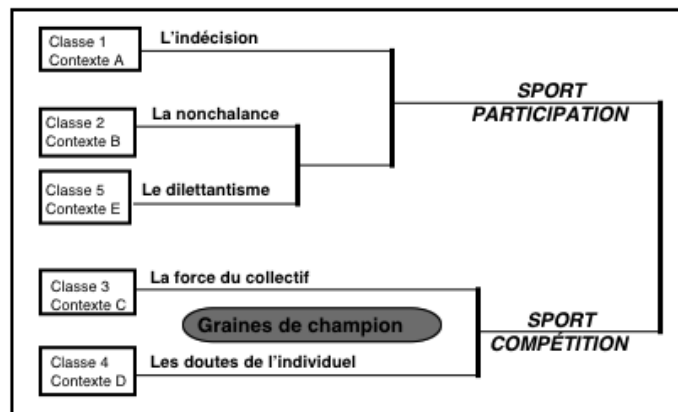 Classe 1
Contexte A
L'indécision
SPORT
PARTICIPATION
Classe 2
Contexte B
La nonchalance
Classe 5
Contexte E
Le dilettantisme
Classe 3
Contexte C
La force du collectif
Graines de champion
SPORT
COMPÉTITION
Classe 4
Contexte D
Les doutes de l'individuel